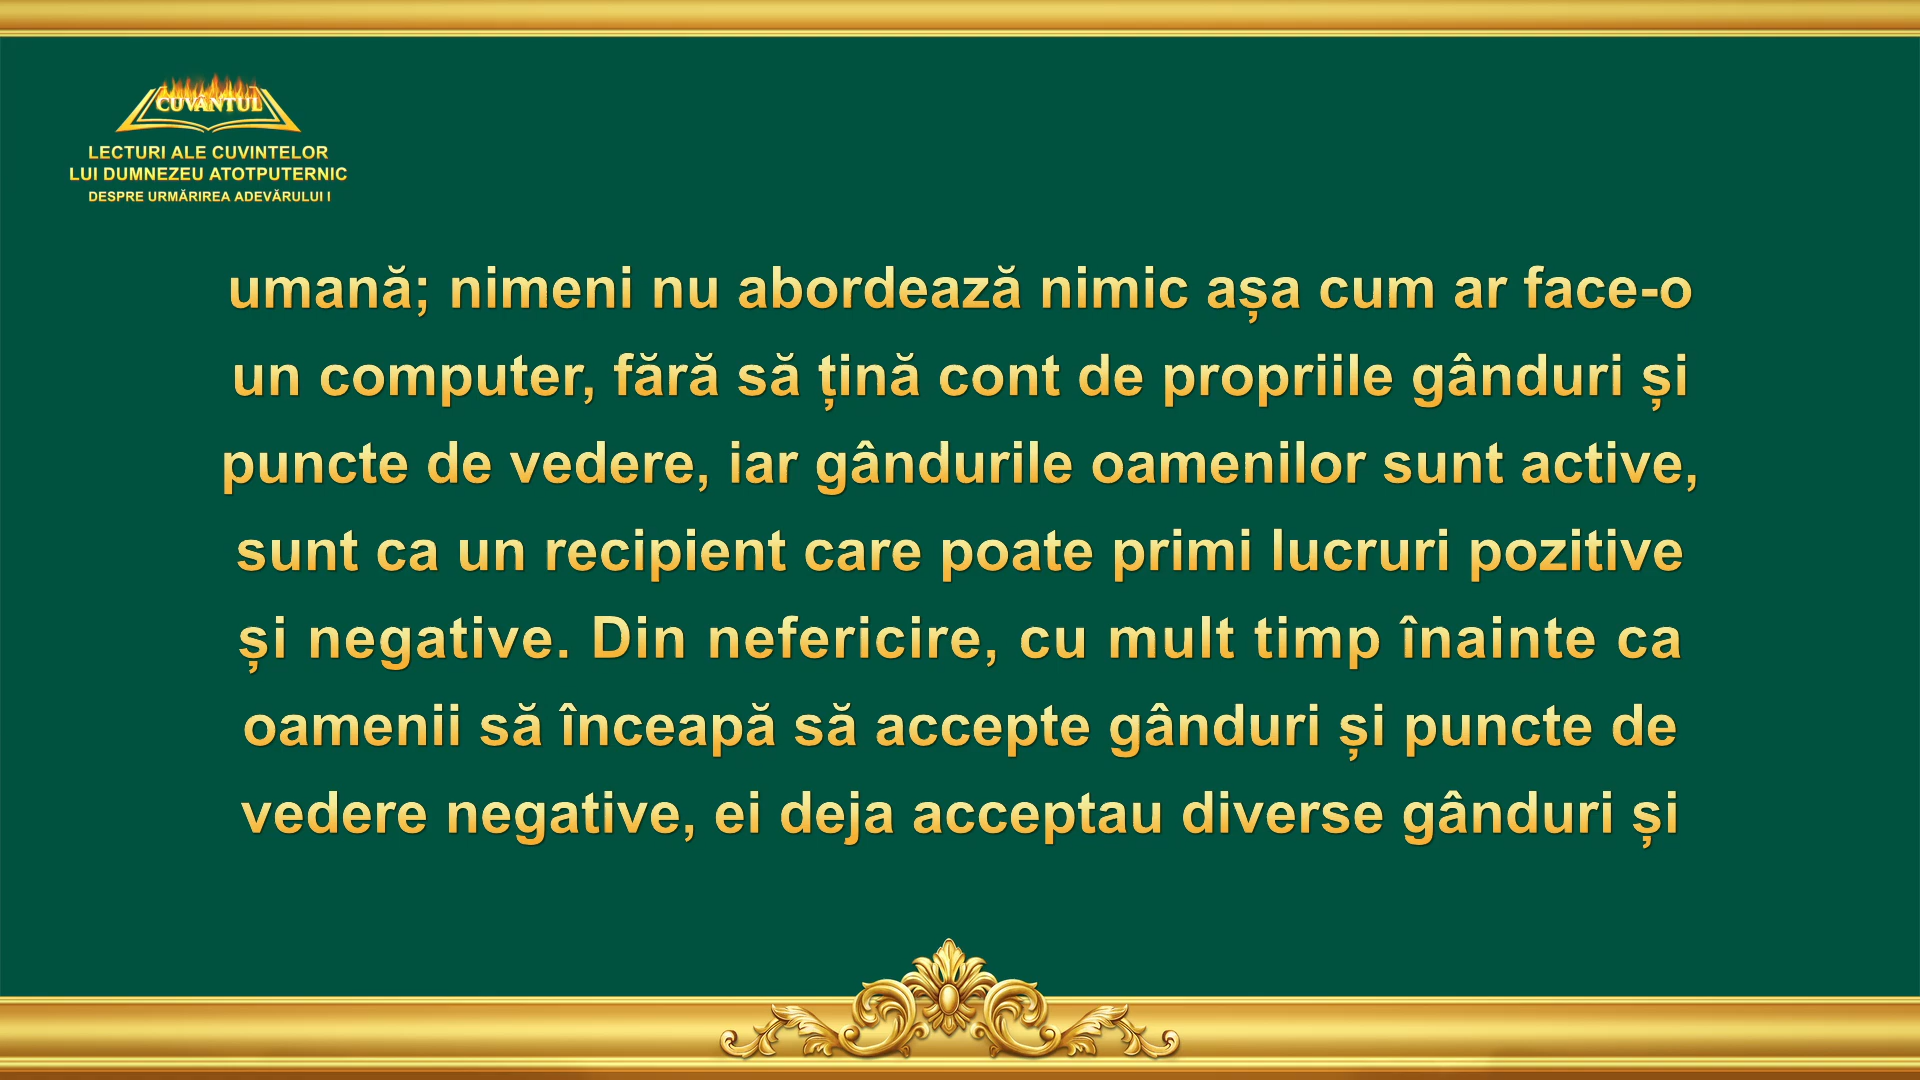 CUVÂNTUL
LECTURI ALE CUVINTELOR
LUI DUMNEZEU ATOTPUTERNIC
DESPRE URMĂRIREA ADEVĂRULUI I
umană; nimeni nu abordează nimic așa cum ar face-o
un computer, fără să țină cont de propriile gânduri și
puncte de vedere, iar gândurile oamenilor sunt active,
sunt ca un recipient care poate primi lucruri pozitive
și negative. Din nefericire, cu mult timp înainte ca
oamenii să înceapă să accepte gânduri și puncte de
vedere negative, ei deja acceptau diverse gânduri și